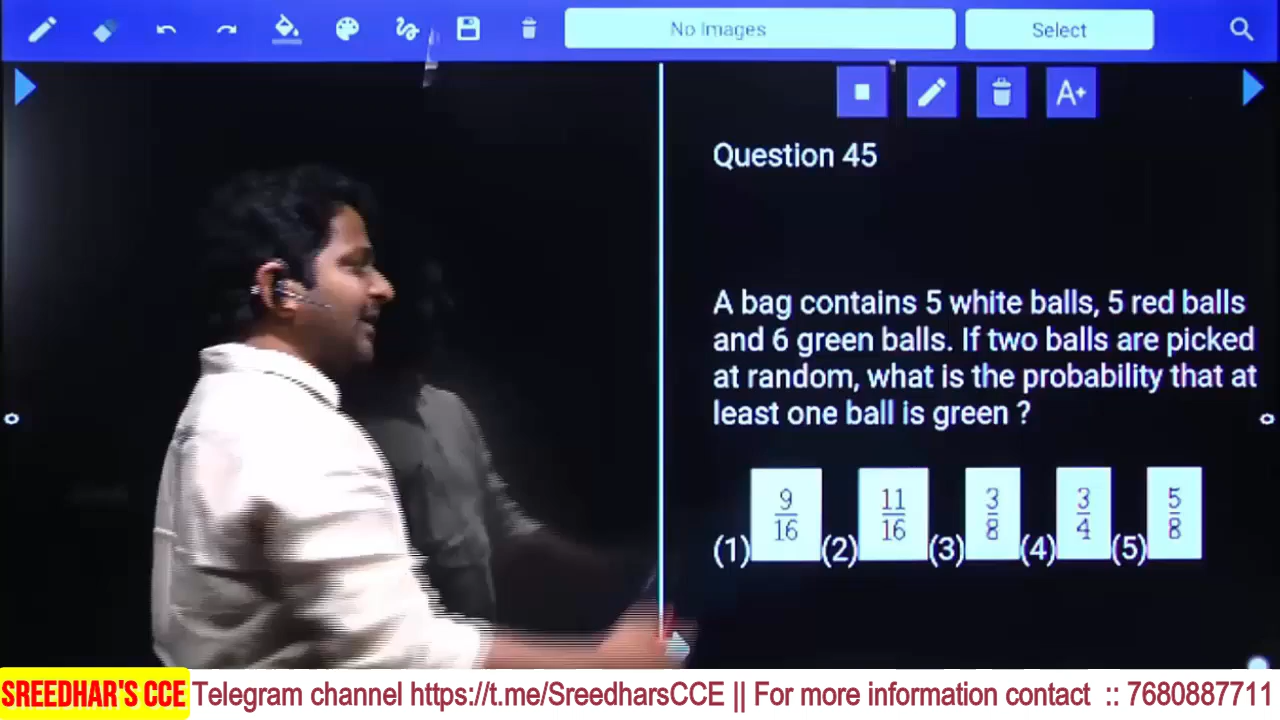 No Images
Select
A+
Question 45
A bag contains 5 white balls, 5 red balls
and 6 green balls. If two balls are picked
at random, what is the probability that at
least one ball is green ?
(1) 9/16 (2) 11/16 (3) 3/8 (4) 3/4 (5) 5/8
SREEDHAR'S CCE Telegram channel https://t.me/SreedharsCCE || For more information contact :: 7680887711